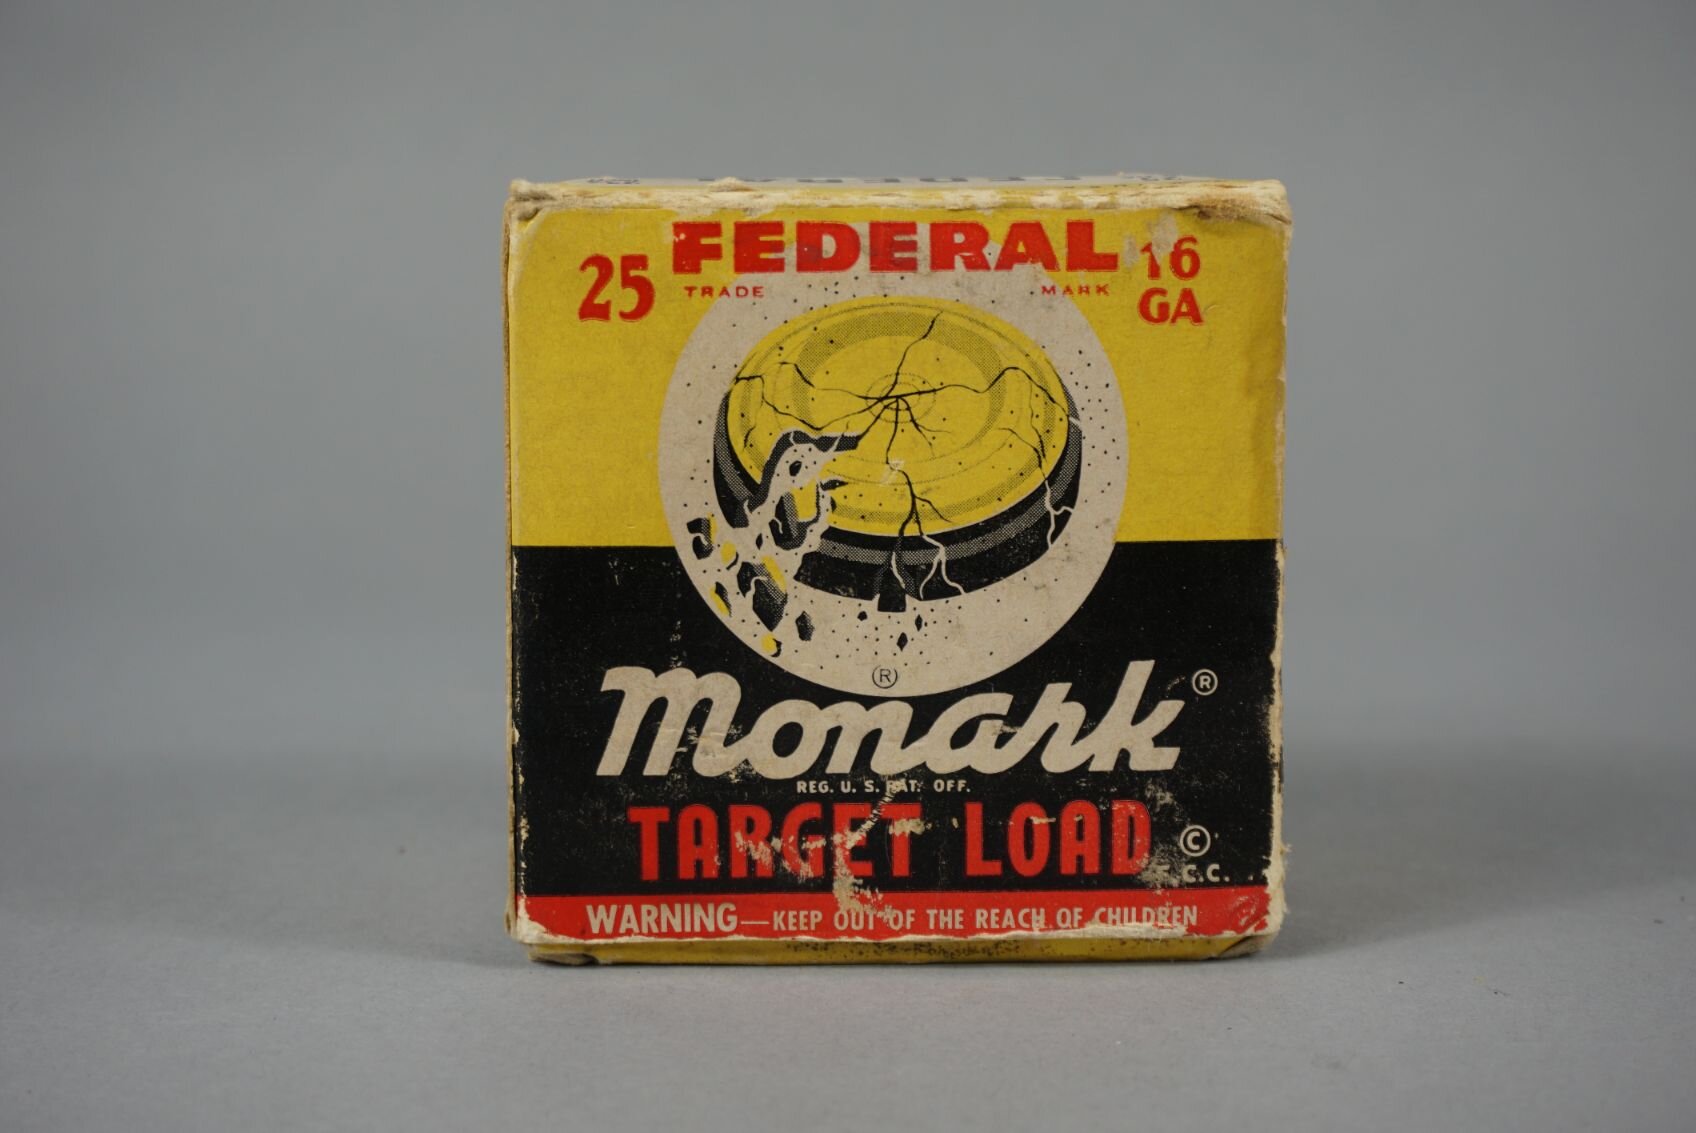 25 FEDERAL 16
TRADE MARK GA
®
Monark ®
REG. U. S. PAT. OFF.
TARGET LOAD ©
F.C.C.
WARNING—KEEP OUT OF THE REACH OF CHILDREN